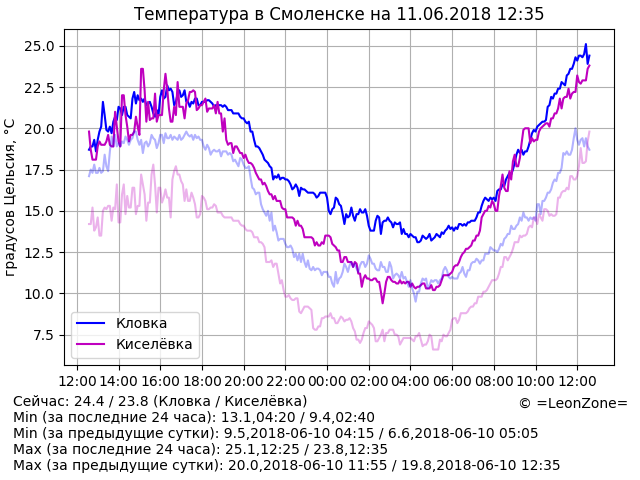 Температура в Смоленске на 11.06.2018 12:35
градусов Цельсия, °C
25.0
22.5
20.0
17.5
15.0
12.5
10.0
7.5
Кловка
Киселёвка
12:00 14:00 16:00 18:00 20:00 22:00 00:00 02:00 04:00 06:00 08:00 10:00 12:00
Сейчас: 24.4 / 23.8 (Кловка / Киселёвка)
© =LeonZone=
Min (за последние 24 часа): 13.1,04:20 / 9.4,02:40
Min (за предыдущие сутки): 9.5,2018-06-10 04:15 / 6.6,2018-06-10 05:05
Max (за последние 24 часа): 25.1,12:25 / 23.8,12:35
Max (за предыдущие сутки): 20.0,2018-06-10 11:55 / 19.8,2018-06-10 12:35